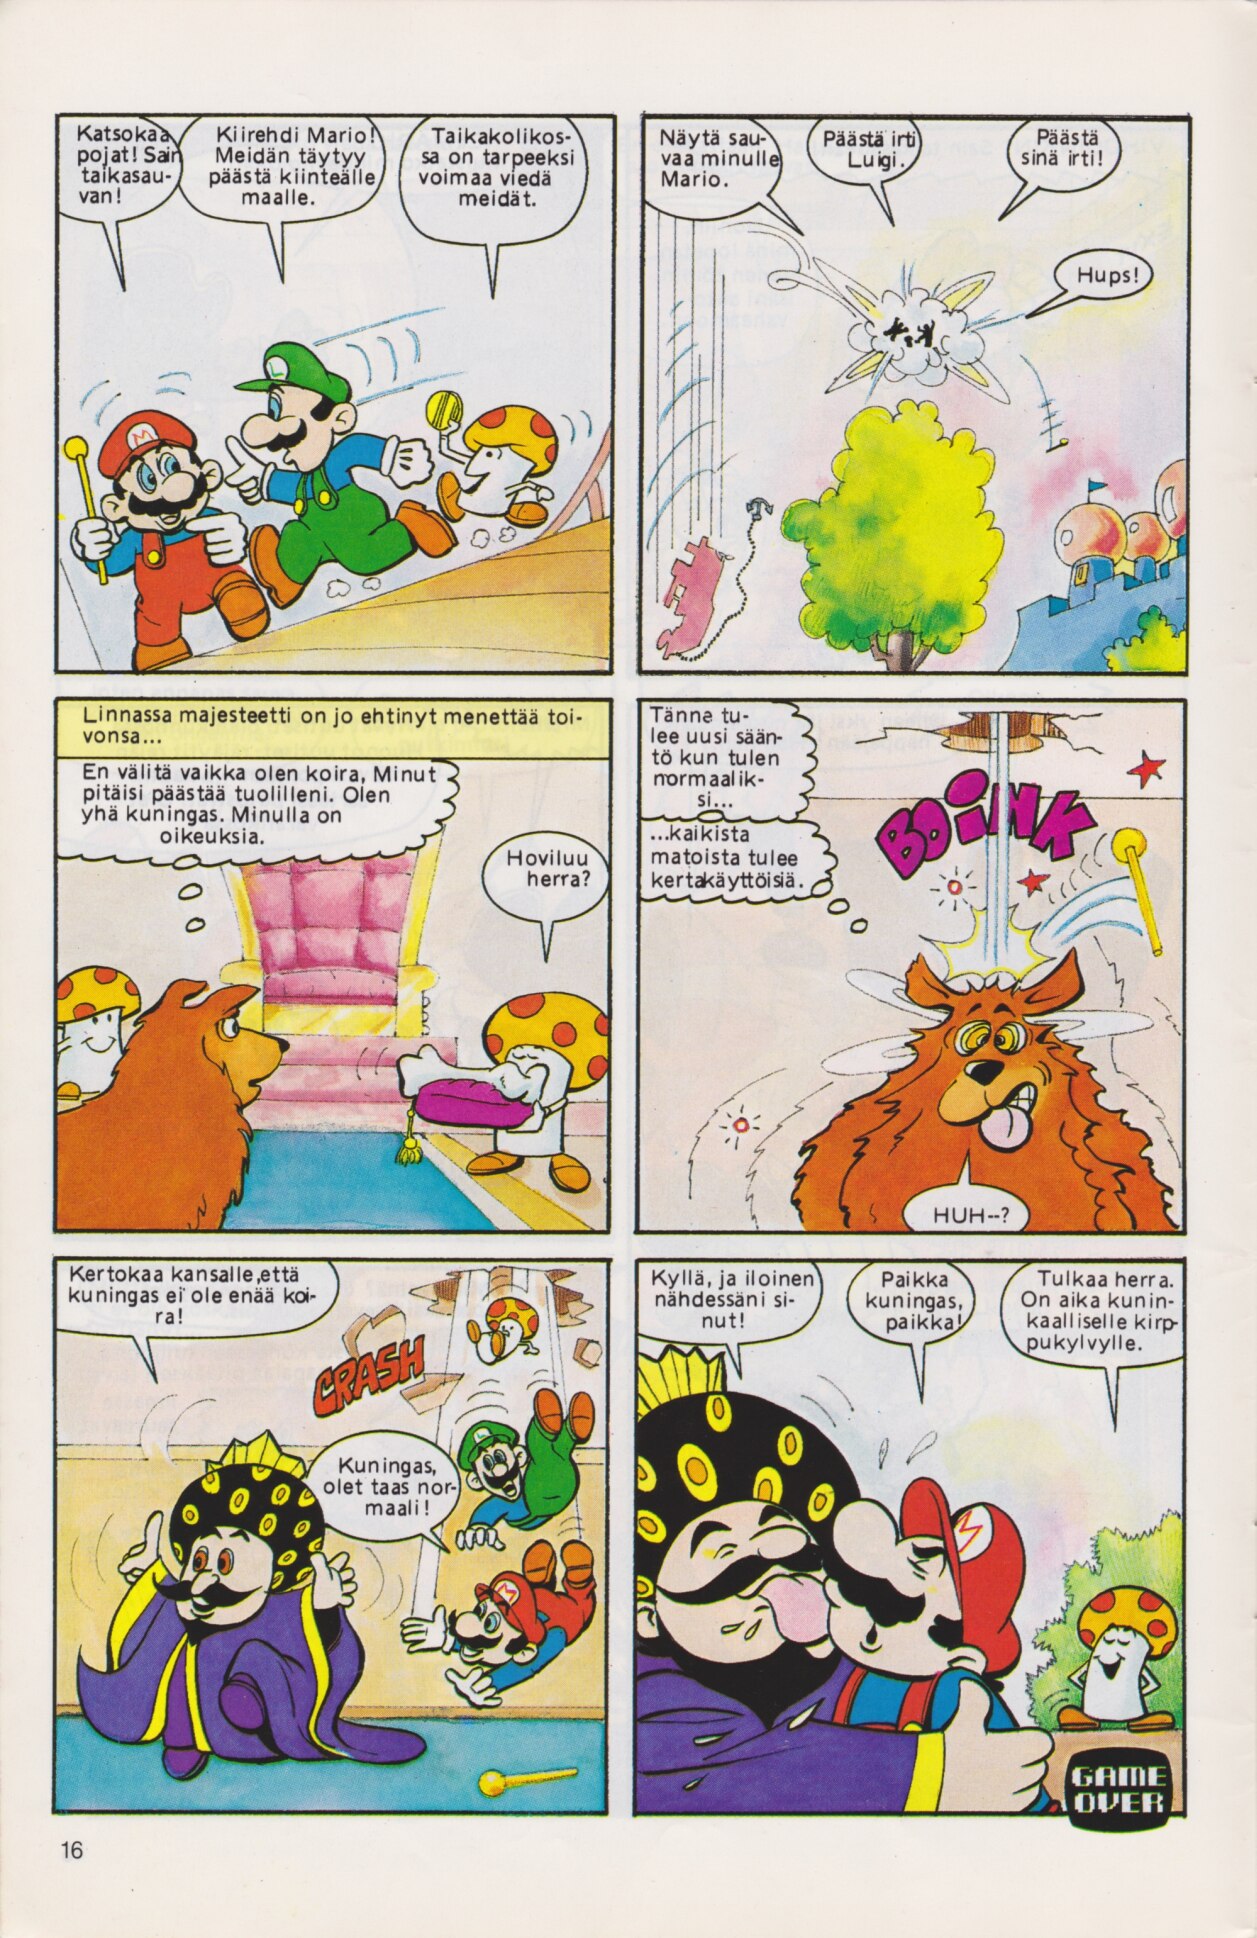 Katsokaa
pojat! Sain
taikasau-
van!
Kiirehdi Mario!
Meidän täytyy
päästä kiinteälle
maalle.
Taikakolikos-
sa on tarpeeksi
voimaa viedä
meidät.
M
L
Näytä sau-
vaa minulle
Mario.
Päästä irti
Luigi.
Päästä
sinä irti!
Hups!
Linnassa majesteetti on jo ehtinyt menettää toi-
vonsa...
En välitä vaikka olen koira, Minut
pitäisi päästää tuolilleni. Olen
yhä kuningas. Minulla on
oikeuksia.
Hoviluu
herra?
Tänne tu-
lee uusi sään-
tö kun tulen
normaalik-
si...
...kaikista
matoista tulee
kertakäyttöisiä.
BOINK
HUH--?
Kertokaa kansalle,että
kuningas ei ole enää koi-
ra!
CRASH
Kuningas,
olet taas nor-
maali!
M
Kyllä, ja iloinen
nähdessäni si-
nut!
Paikka
kuningas,
paikka!
Tulkaa herra.
On aika kunin-
kaalliselle kirp-
pukylvylle.
M
GAME
OVER
16